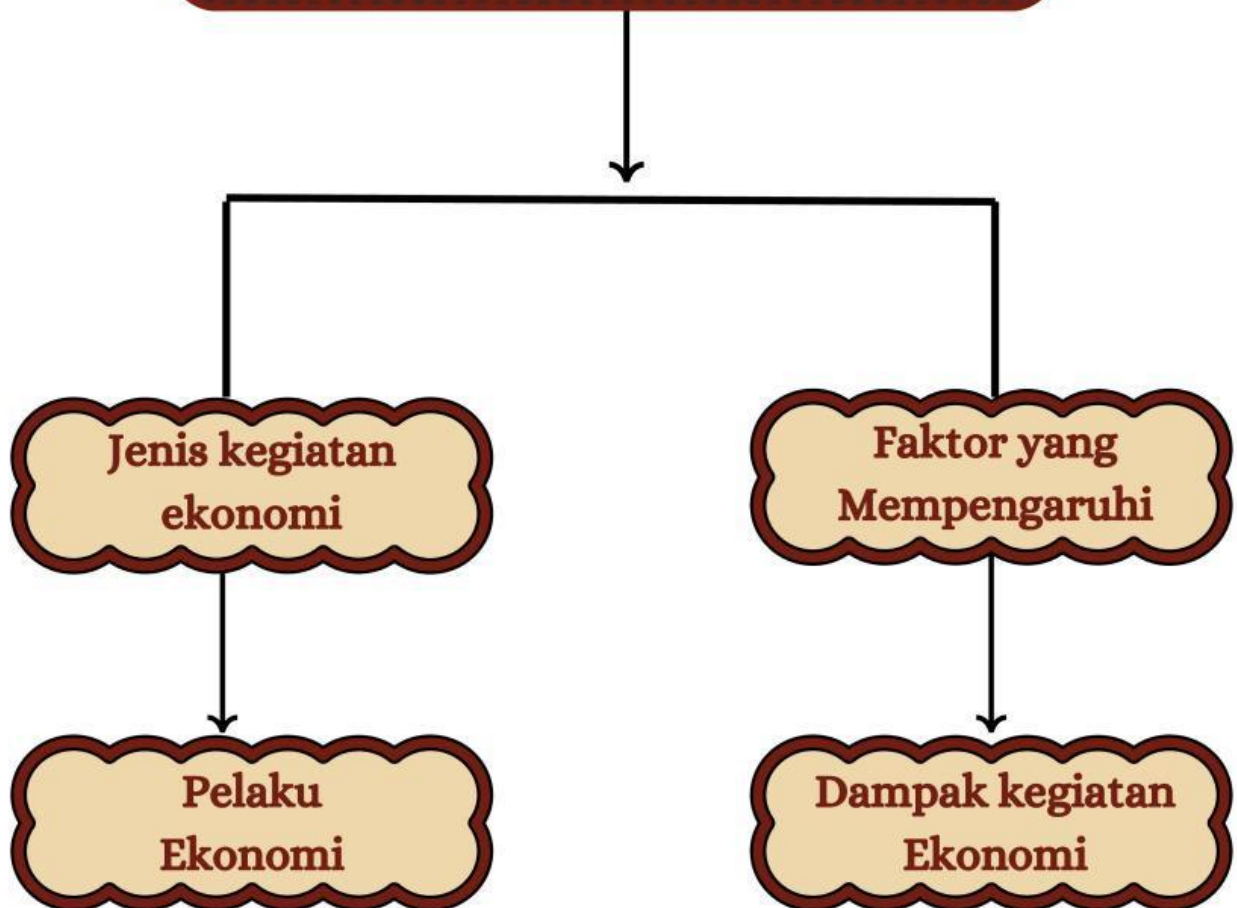 Jenis kegiatan
ekonomi
Faktor yang
Mempengaruhi
Pelaku
Ekonomi
Dampak kegiatan
Ekonomi